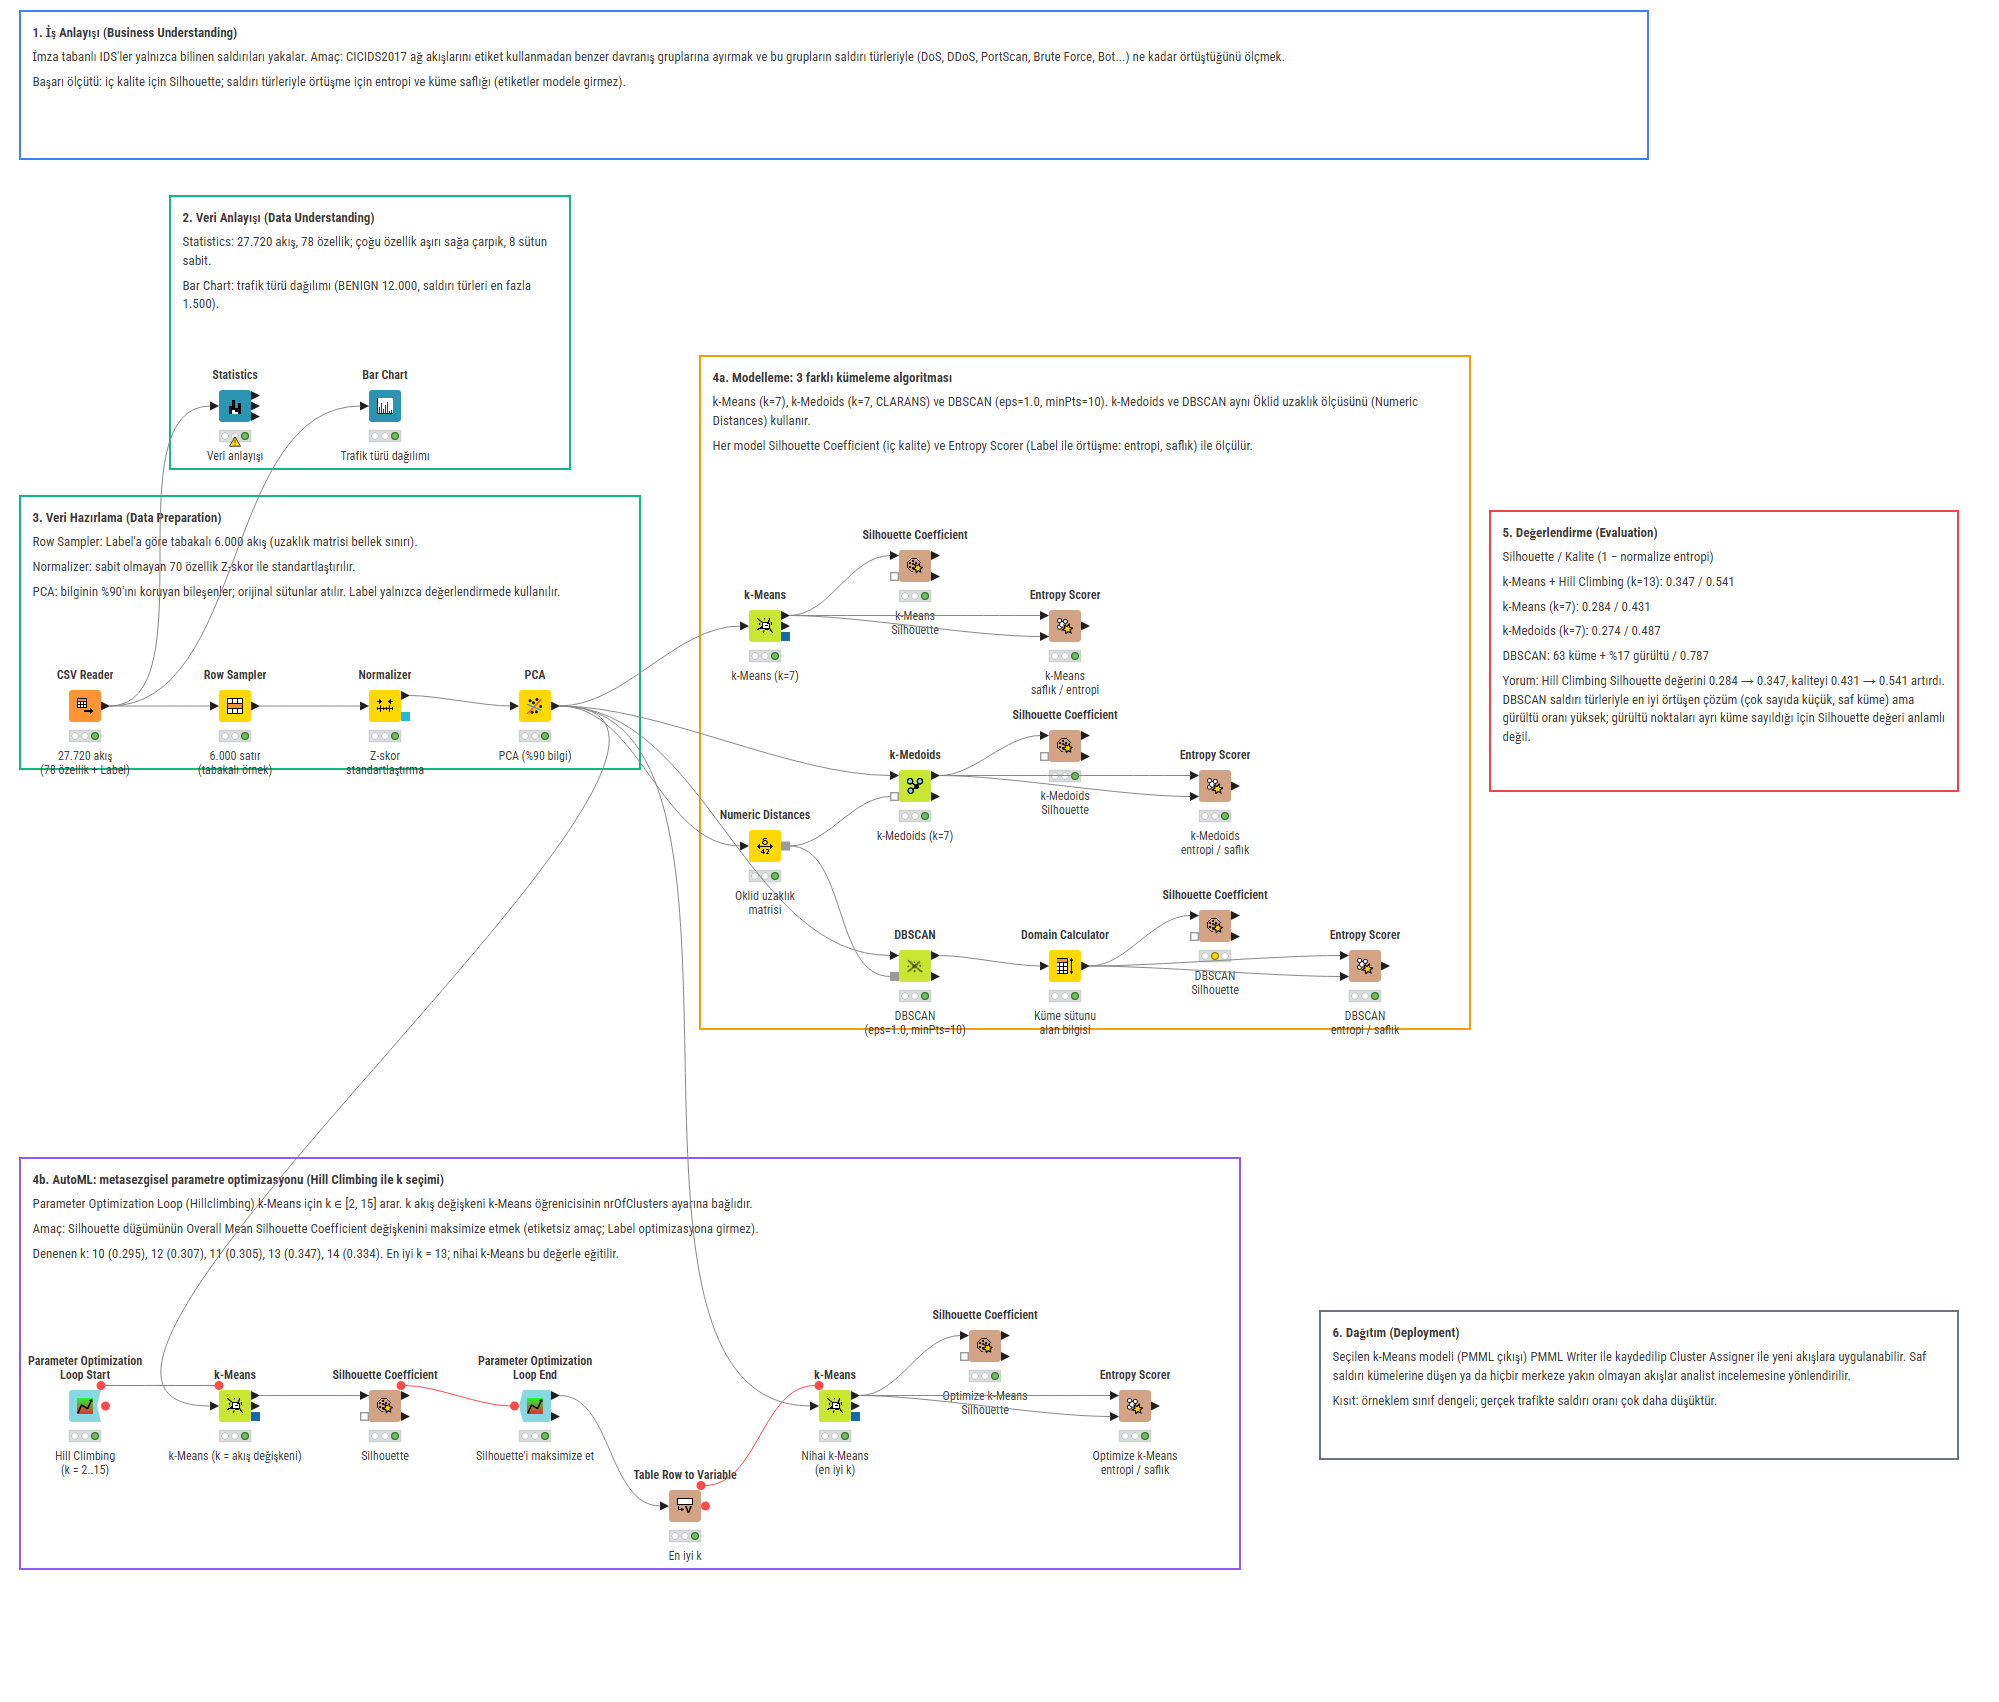 1. İş Anlayışı (Business Understanding)
İmza tabanlı IDS'ler yalnızca bilinen saldırıları yakalar. Amaç: CICIDS2017 ağ akışlarını etiket kullanmadan benzer davranış gruplarına ayırmak ve bu grupların saldırı türleriyle (DoS, DDoS, PortScan, Brute Force, Bot...) ne kadar örtüştüğünü ölçmek.
Başarı ölçütü: iç kalite için Silhouette; saldırı türleriyle örtüşme için entropi ve küme saflığı (etiketler modele girmez).
2. Veri Anlayışı (Data Understanding)
Statistics: 27.720 akış, 78 özellik; çoğu özellik aşırı sağa çarpık, 8 sütun
sabit.
Bar Chart: trafik türü dağılımı (BENIGN 12.000, saldırı türleri en fazla
1.500).
Statistics
Veri anlayışı
Bar Chart
Trafik türü dağılımı
3. Veri Hazırlama (Data Preparation)
Row Sampler: Label'a göre tabakalı 6.000 akış (uzaklık matrisi bellek sınırı).
Normalizer: sabit olmayan 70 özellik Z-skor ile standartlaştırılır.
PCA: bilginin %90'ını koruyan bileşenler; orijinal sütunlar atılır. Label yalnızca değerlendirmede kullanılır.
CSV Reader
27.720 akış
(78 özellik + Label)
Row Sampler
6.000 satır
(tabakalı örnek)
Normalizer
Z-skor
standartlaştırma
PCA
PCA (%90 bilgi)
4a. Modelleme: 3 farklı kümeleme algoritması
k-Means (k=7), k-Medoids (k=7, CLARANS) ve DBSCAN (eps=1.0, minPts=10). k-Medoids ve DBSCAN aynı Öklid uzaklık ölçüsünü (Numeric
Distances) kullanır.
Her model Silhouette Coefficient (iç kalite) ve Entropy Scorer (Label ile örtüşme: entropi, saflık) ile ölçülür.
Silhouette Coefficient
k-Means
Silhouette
k-Means
k-Means (k=7)
Entropy Scorer
k-Means
saflık / entropi
Silhouette Coefficient
k-Medoids
Silhouette
k-Medoids
k-Medoids (k=7)
Entropy Scorer
k-Medoids
entropi / saflık
Numeric Distances
Öklid uzaklık
matrisi
Silhouette Coefficient
DBSCAN
Silhouette
DBSCAN
DBSCAN
(eps=1.0, minPts=10)
Domain Calculator
Küme sütunu
alan bilgisi
Entropy Scorer
DBSCAN
entropi / saflık
5. Değerlendirme (Evaluation)
Silhouette / Kalite (1 − normalize entropi)
k-Means + Hill Climbing (k=13): 0.347 / 0.541
k-Means (k=7): 0.284 / 0.431
k-Medoids (k=7): 0.274 / 0.487
DBSCAN: 63 küme + %17 gürültü / 0.787
Yorum: Hill Climbing Silhouette değerini 0.284 → 0.347, kaliteyi 0.431 → 0.541 artırdı.
DBSCAN saldırı türleriyle en iyi örtüşen çözüm (çok sayıda küçük, saf küme) ama
gürültü oranı yüksek; gürültü noktaları ayrı küme sayıldığı için Silhouette değeri anlamlı
değil.
4b. AutoML: metasezgisel parametre optimizasyonu (Hill Climbing ile k seçimi)
Parameter Optimization Loop (Hillclimbing) k-Means için k ∈ [2, 15] arar. k akış değişkeni k-Means öğrenicisinin nrOfClusters ayarına bağlıdır.
Amaç: Silhouette düğümünün Overall Mean Silhouette Coefficient değişkenini maksimize etmek (etiketsiz amaç; Label optimizasyona girmez).
Denenen k: 10 (0.295), 12 (0.307), 11 (0.305), 13 (0.347), 14 (0.334). En iyi k = 13; nihai k-Means bu değerle eğitilir.
Parameter Optimization
Loop Start
Hill Climbing
(k = 2..15)
k-Means
k-Means (k = akış değişkeni)
Silhouette Coefficient
Silhouette
Parameter Optimization
Loop End
Silhouette'i maksimize et
Table Row to Variable
En iyi k
k-Means
Nihai k-Means
(en iyi k)
Silhouette Coefficient
Optimize k-Means
Silhouette
Entropy Scorer
Optimize k-Means
entropi / saflık
6. Dağıtım (Deployment)
Seçilen k-Means modeli (PMML çıkışı) PMML Writer ile kaydedilip Cluster Assigner ile yeni akışlara uygulanabilir. Saf
saldırı kümelerine düşen ya da hiçbir merkeze yakın olmayan akışlar analist incelemesine yönlendirilir.
Kısıt: örneklem sınıf dengeli; gerçek trafikte saldırı oranı çok daha düşüktür.